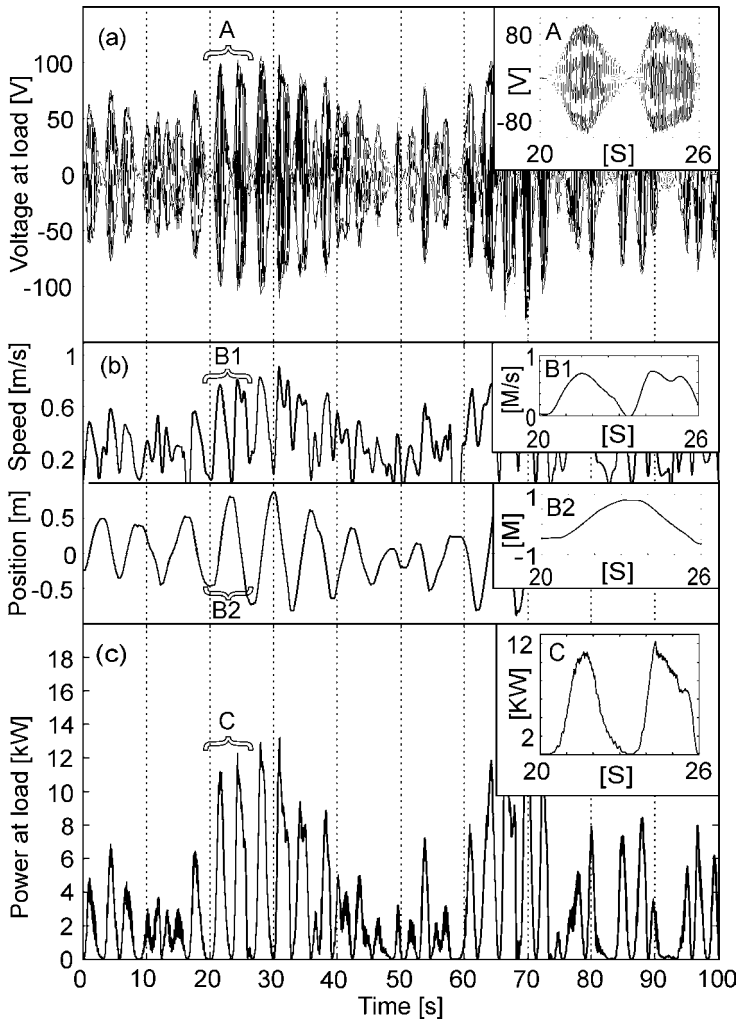 (a)
A
Voltage at load [V]
100
50
0
-50
-100
A
80
[V]
-80
20
[S]
26
(b)
B1
Speed [m/s]
1
0.6
0.2
B1
[M/s]
1
0
20
[S]
26
Position [m]
0.5
0
-0.5
B2
B2
[M]
1
-1
20
[S]
26
(c)
C
Power at load [kW]
18
16
14
12
10
8
6
4
2
0
C
[KW]
12
2
20
[S]
26
0 10 20 30 40 50 60 70 80 90 100
Time [s]